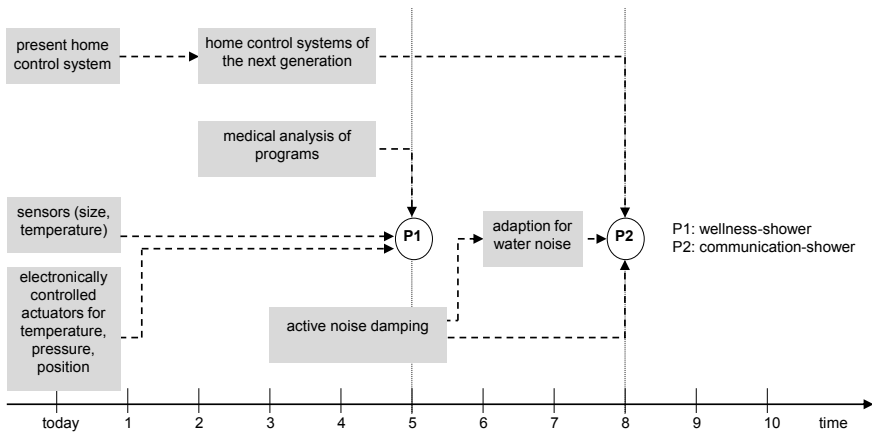 present home
control system
home control systems of
the next generation
medical analysis of
programs
sensors (size,
temperature)
P1
adaption for
water noise
P2
P1: wellness-shower
P2: communication-shower
electronically
controlled
actuators for
temperature,
pressure,
position
active noise damping
today 1 2 3 4 5 6 7 8 9 10 time